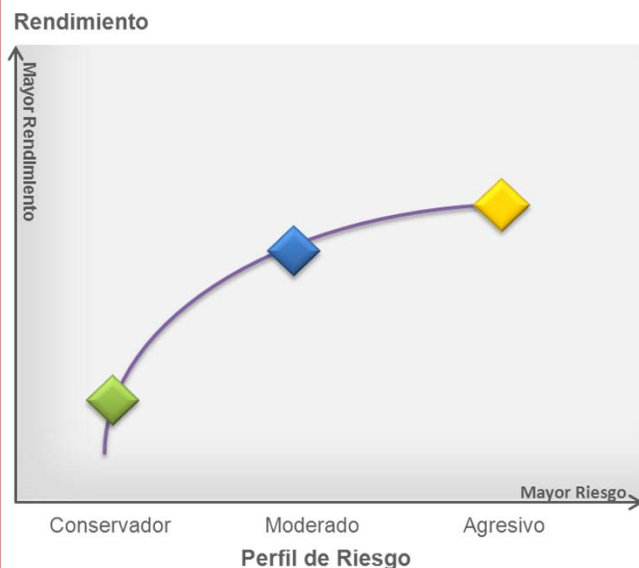 Rendimiento
Mayor Rendimiento
Mayor Riesgo
Conservador Moderado Agresivo
Perfil de Riesgo